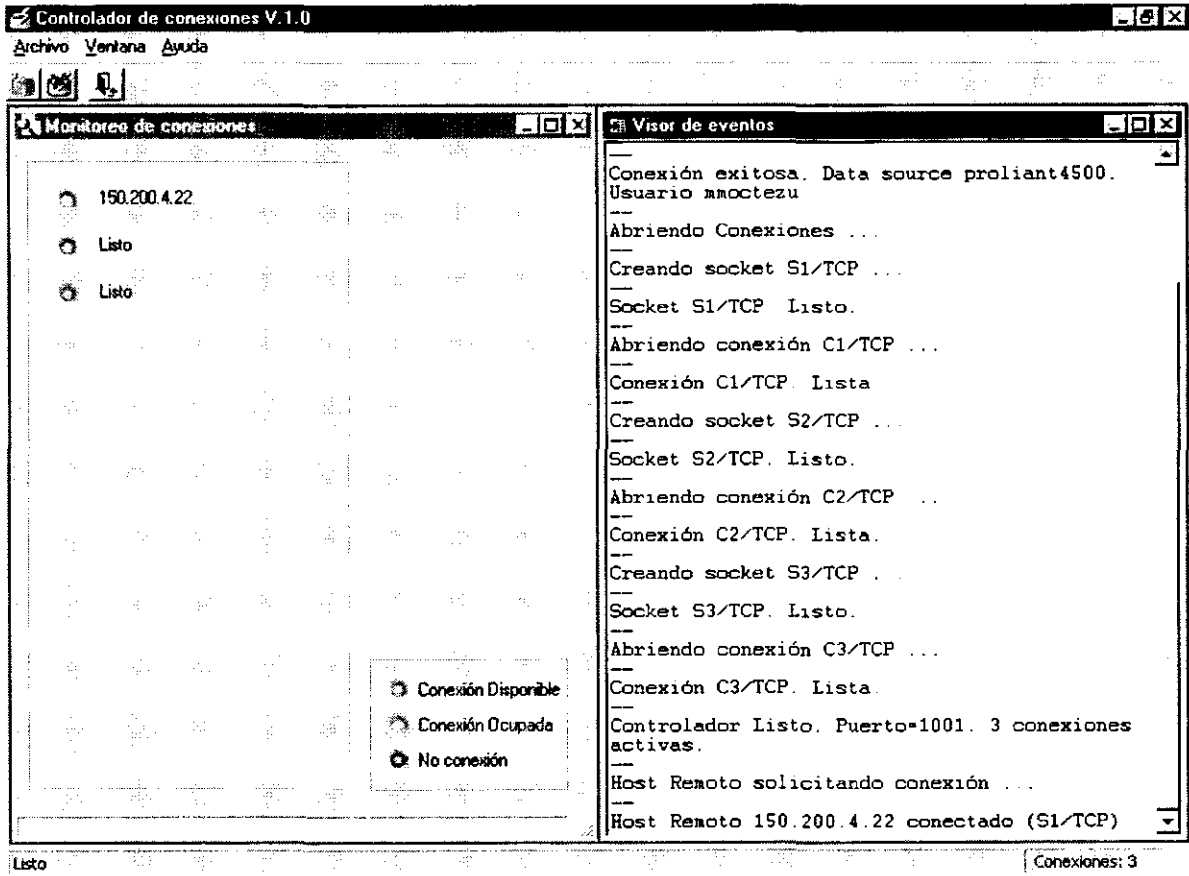 Controlador de conexiones V.1.0
Archivo Ventana Ayuda
Monitoreo de conexiones
150.200.4.22
Listo
Listo
Conexión Disponible
Conexión Ocupada
No conexión
Visor de eventos
--
Conexión exitosa. Data source proliant4500.
Usuario mmoctezu
--
Abriendo Conexiones ...
--
Creando socket S1/TCP ...
--
Socket S1/TCP Listo.
--
Abriendo conexión C1/TCP ...
--
Conexión C1/TCP. Lista
--
Creando socket S2/TCP ...
--
Socket S2/TCP. Listo.
--
Abriendo conexión C2/TCP ..
--
Conexión C2/TCP. Lista.
--
Creando socket S3/TCP .
--
Socket S3/TCP. Listo.
--
Abriendo conexión C3/TCP ...
--
Conexión C3/TCP. Lista
--
Controlador Listo. Puerto=1001. 3 conexiones
activas.
--
Host Remoto solicitando conexión ...
--
Host Remoto 150.200.4.22 conectado (S1/TCP)
Listo
Conexiones: 3